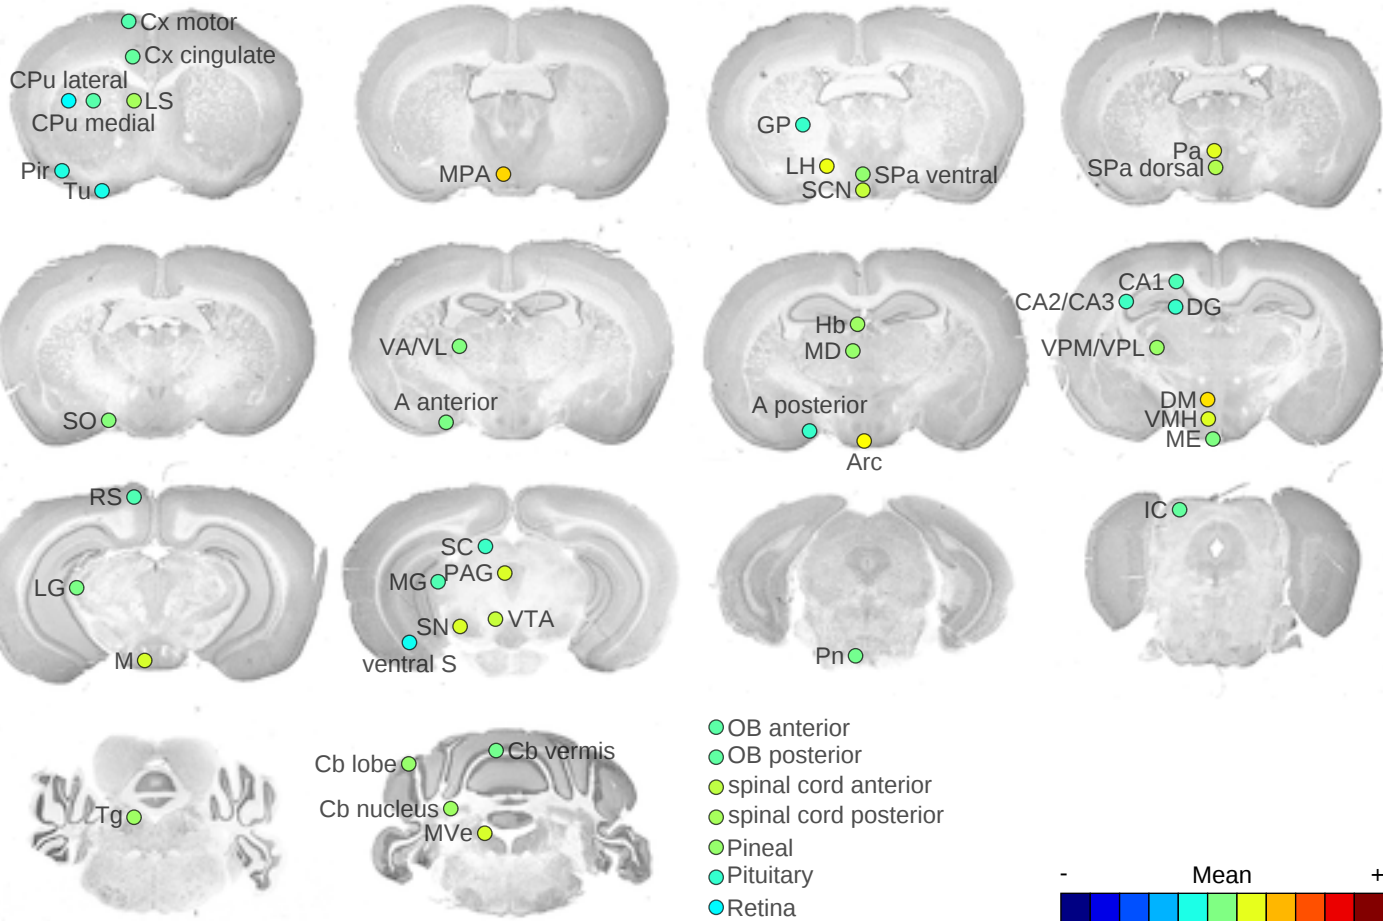 Cx motor
Cx cingulate
CPu lateral
LS
CPu medial
Pir
Tu
MPA
GP
LH
SPa ventral
SCN
Pa
SPa dorsal
SO
VA/VL
A anterior
Hb
MD
A posterior
Arc
CA1
CA2/CA3
DG
VPM/VPL
DM
VMH
ME
RS
LG
M
SC
MG
PAG
SN
VTA
ventral S
Pn
IC
Tg
Cb lobe
Cb vermis
Cb nucleus
MVe
OB anterior
OB posterior
spinal cord anterior
spinal cord posterior
Pineal
Pituitary
Retina
- Mean +